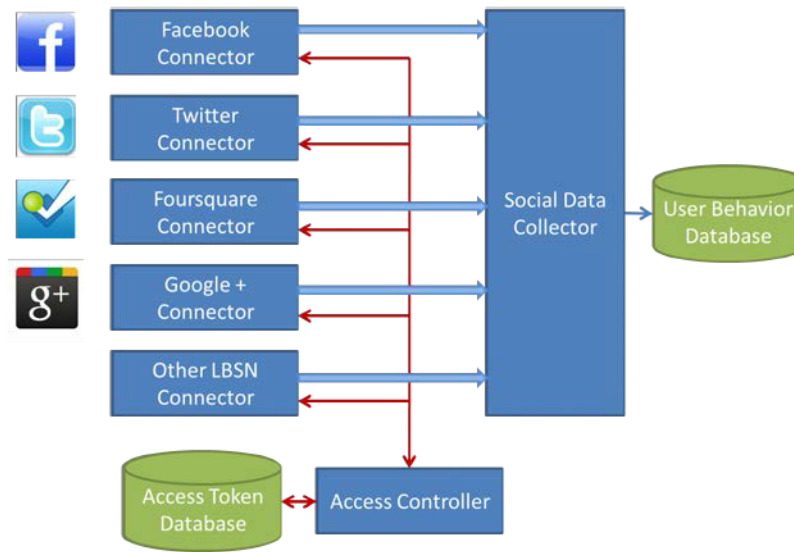 f
Facebook
Connector
t
Twitter
Connector
Foursquare
Connector
g+
Google +
Connector
Other LBSN
Connector
Social Data
Collector
User Behavior
Database
Access Token
Database
Access Controller